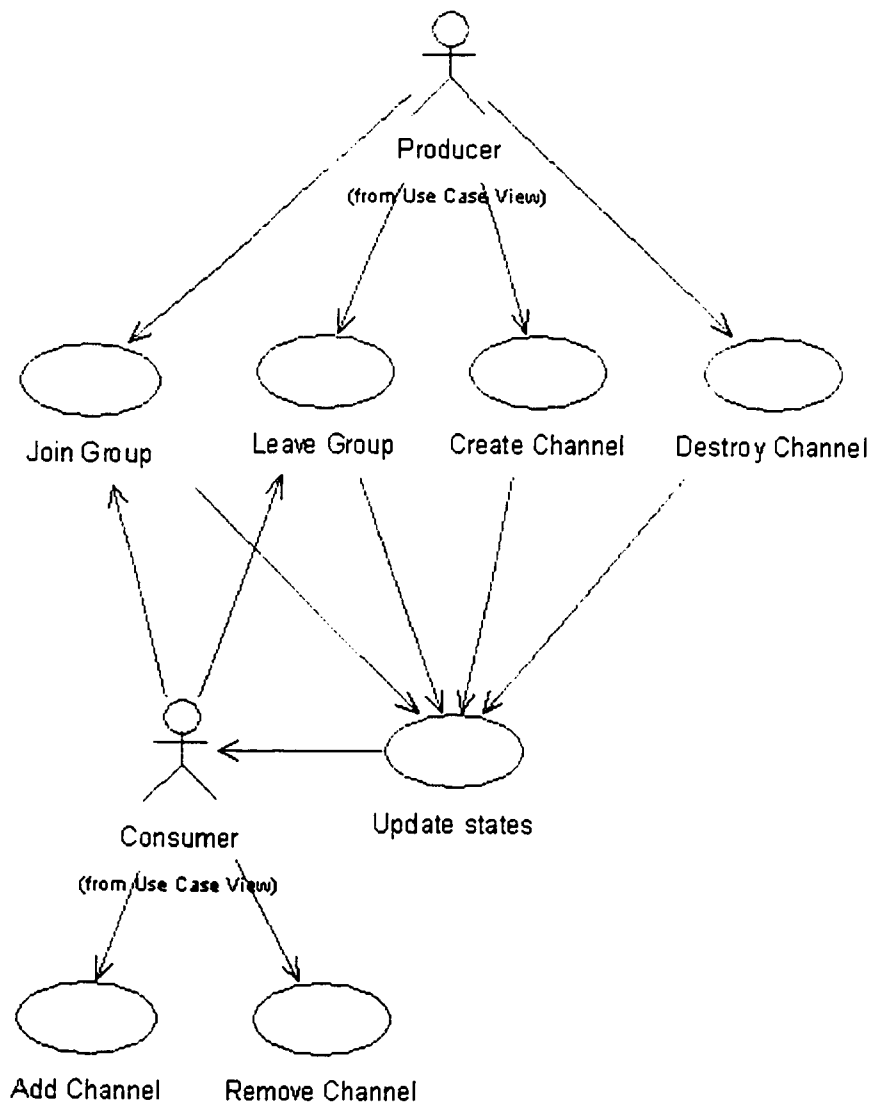 Producer
(from Use Case View)
Join Group
Leave Group
Create Channel
Destroy Channel
Update states
Consumer
(from Use Case View)
Add Channel
Remove Channel